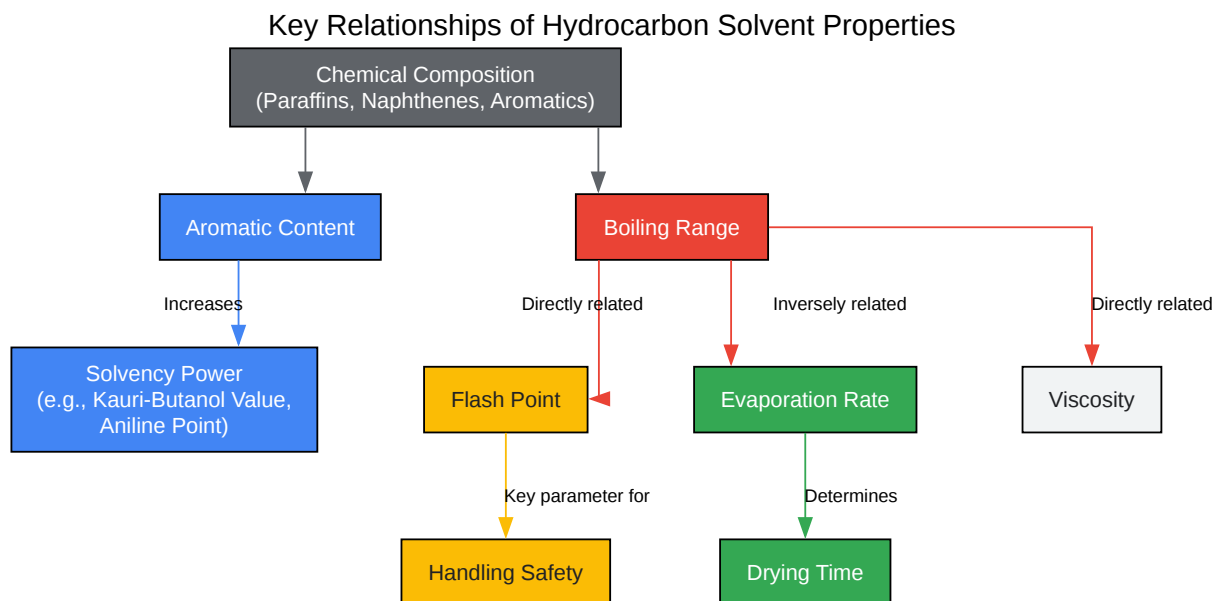 Key Relationships of Hydrocarbon Solvent Properties
Chemical Composition
(Paraffins, Naphthenes, Aromatics)
Aromatic Content
Boiling Range
Increases
Directly related
Inversely related
Directly related
Solvency Power
(e.g., Kauri-Butanol Value,
Aniline Point)
Flash Point
Evaporation Rate
Viscosity
Key parameter for
Determines
Handling Safety
Drying Time